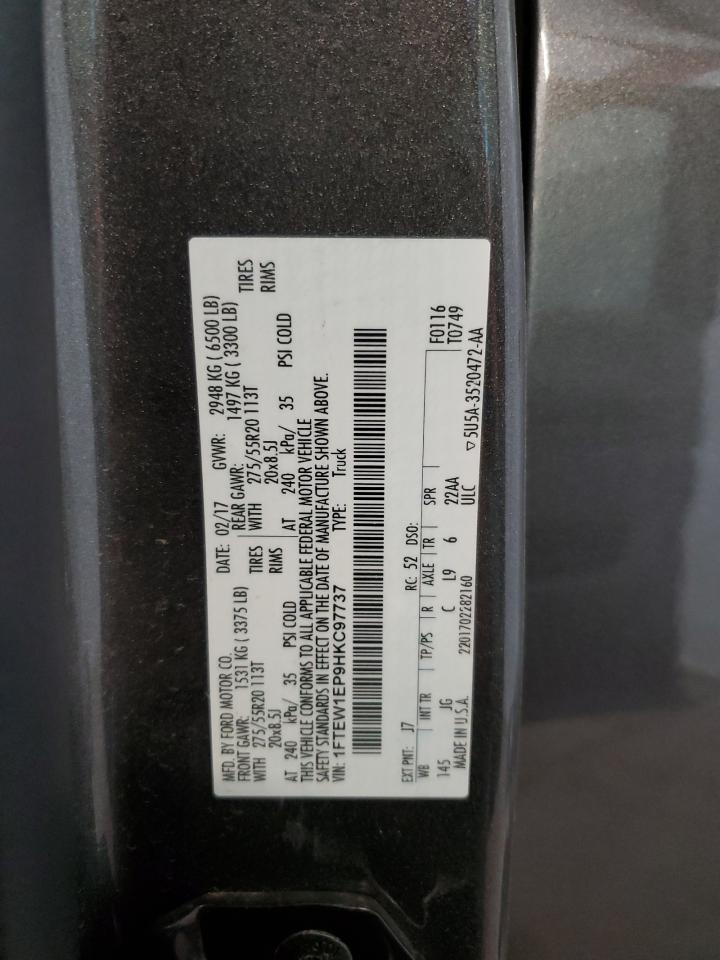 MFD. BY FORD MOTOR CO. DATE: 02/17 GVWR: 2948 KG ( 6500 LB)
FRONT GAWR: 1531 KG ( 3375 LB) REAR GAWR: 1497 KG ( 3300 LB)
WITH 275/55R20 113T TIRES WITH 275/55R20 113T TIRES
20x8.5J RIMS 20x8.5J RIMS
AT 240 kPa/ 35 PSI COLD AT 240 kPa/ 35 PSI COLD
THIS VEHICLE CONFORMS TO ALL APPLICABLE FEDERAL MOTOR VEHICLE
SAFETY STANDARDS IN EFFECT ON THE DATE OF MANUFACTURE SHOWN ABOVE.
VIN: 1FTEW1EP9HKC97737 TYPE: Truck
EXT PNT: J7 RC: 52 DSO:
WB INT TR TP/PS R AXLE TR SPR F0116
145 JG C L9 6 22AA T0749
MADE IN U.S.A. 2201702282160 ULC ▽5U5A-3520472-AA